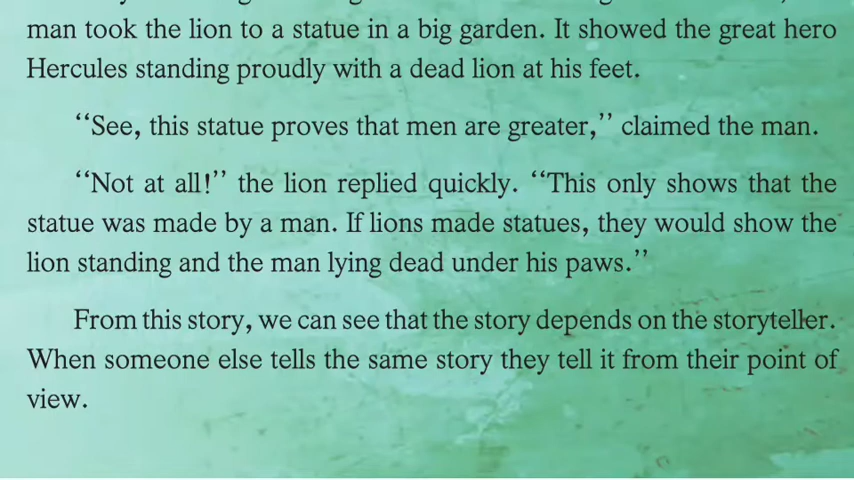 man took the lion to a statue in a big garden. It showed the great hero
Hercules standing proudly with a dead lion at his feet.
“See, this statue proves that men are greater,” claimed the man.
“Not at all!” the lion replied quickly. “This only shows that the
statue was made by a man. If lions made statues, they would show the
lion standing and the man lying dead under his paws.”
From this story, we can see that the story depends on the storyteller.
When someone else tells the same story they tell it from their point of
view.